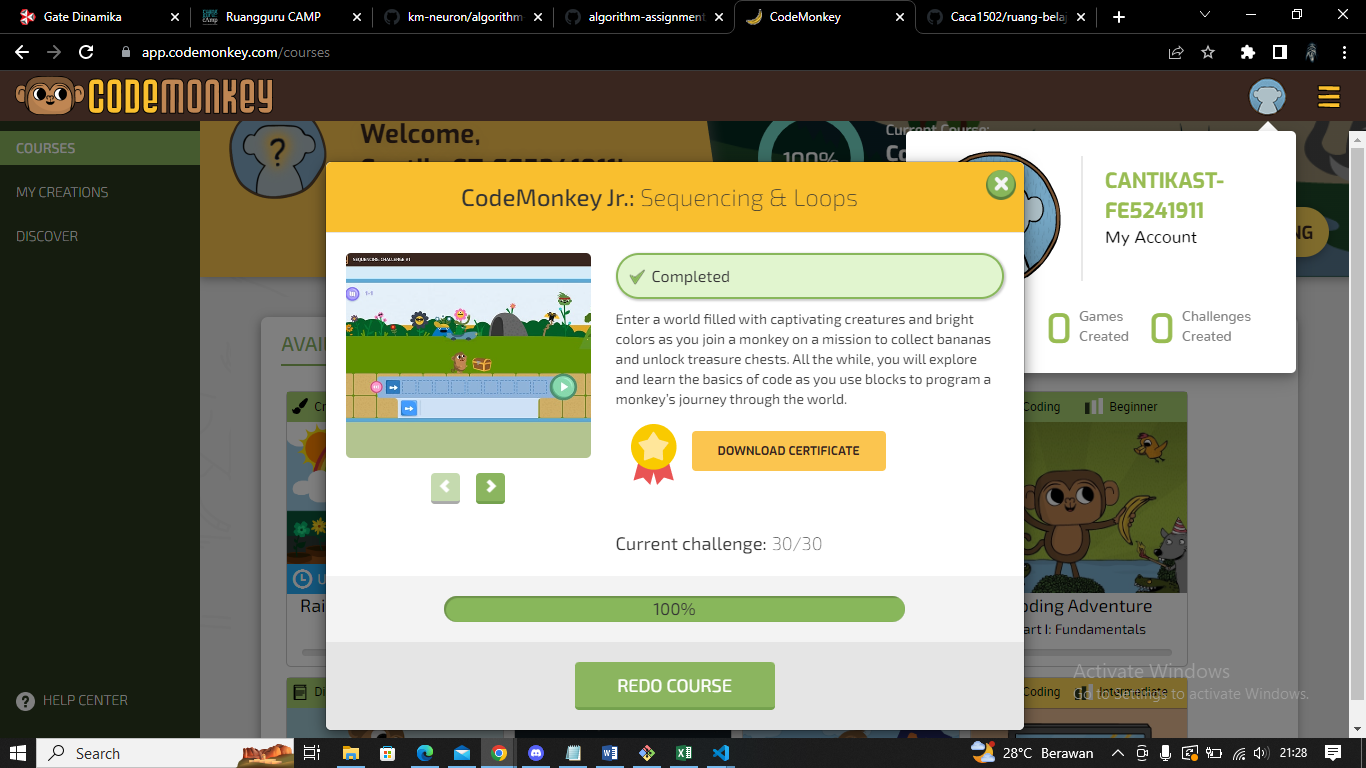 Gate Dinamika
Ruangguru CAMP
km-neuron/algorithm
algorithm-assignment
CodeMonkey
Caca1502/ruang-bela
app.codemonkey.com/courses
CODEMONKEY
COURSES
MY CREATIONS
DISCOVER
HELP CENTER
Welcome,
100%
Current Course:
CANTIKAST-
FE5241911
My Account
0 Games
Created
0 Challenges
Created
CodeMonkey Jr.: Sequencing & Loops
SEQUENCING CHALLENGE #1
Completed
Enter a world filled with captivating creatures and bright
colors as you join a monkey on a mission to collect bananas
and unlock treasure chests. All the while, you will explore
and learn the basics of code as you use blocks to program a
monkey's journey through the world.
DOWNLOAD CERTIFICATE
Current challenge: 30/30
100%
REDO COURSE
AVAI
Rai
Coding
Beginner
oding Adventure
art I: Fundamentals
Coding
Intermediate
Activate Windows
Go to Settings to activate Windows.
Search
28°C Berawan
21:28